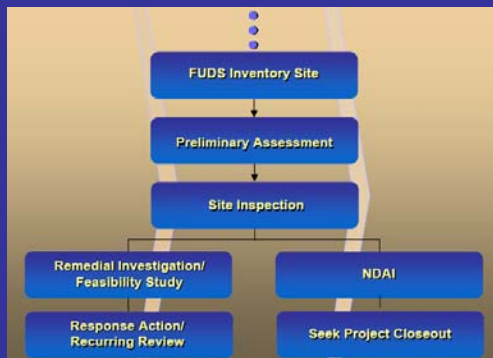 FUDS Inventory Site
Preliminary Assessment
Site Inspection
Remedial Investigation/
Feasibility Study
NDAI
Response Action/
Recurring Review
Seek Project Closeout